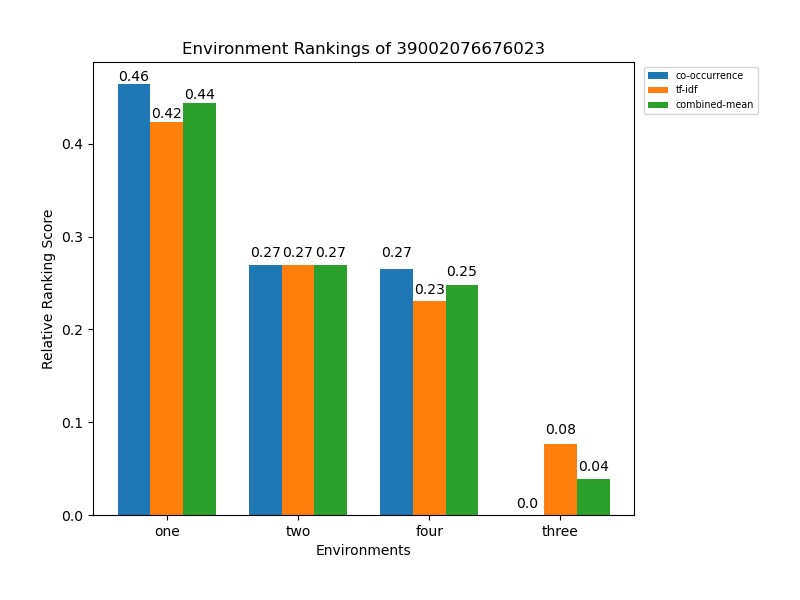 Environment Rankings of 39002076676023
co-occurrence
tf-idf
combined-mean
0.46
0.42
0.44
0.27
0.27
0.27
0.27
0.23
0.25
0.0
0.08
0.04
Relative Ranking Score
0.4
0.3
0.2
0.1
0.0
one two four three
Environments